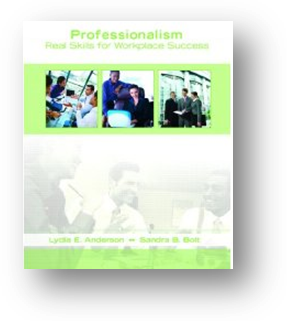 Professionalism
Real Skills for Workplace Success
Lydia E. Anderson •• Sandra B. Bolt